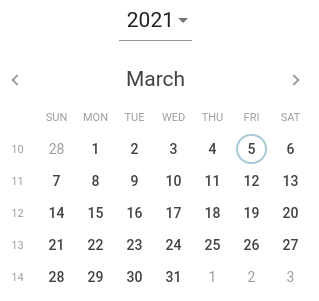 2021
March
SUN MON TUE WED THU FRI SAT
10 28 1 2 3 4 5 6
11 7 8 9 10 11 12 13
12 14 15 16 17 18 19 20
13 21 22 23 24 25 26 27
14 28 29 30 31 1 2 3